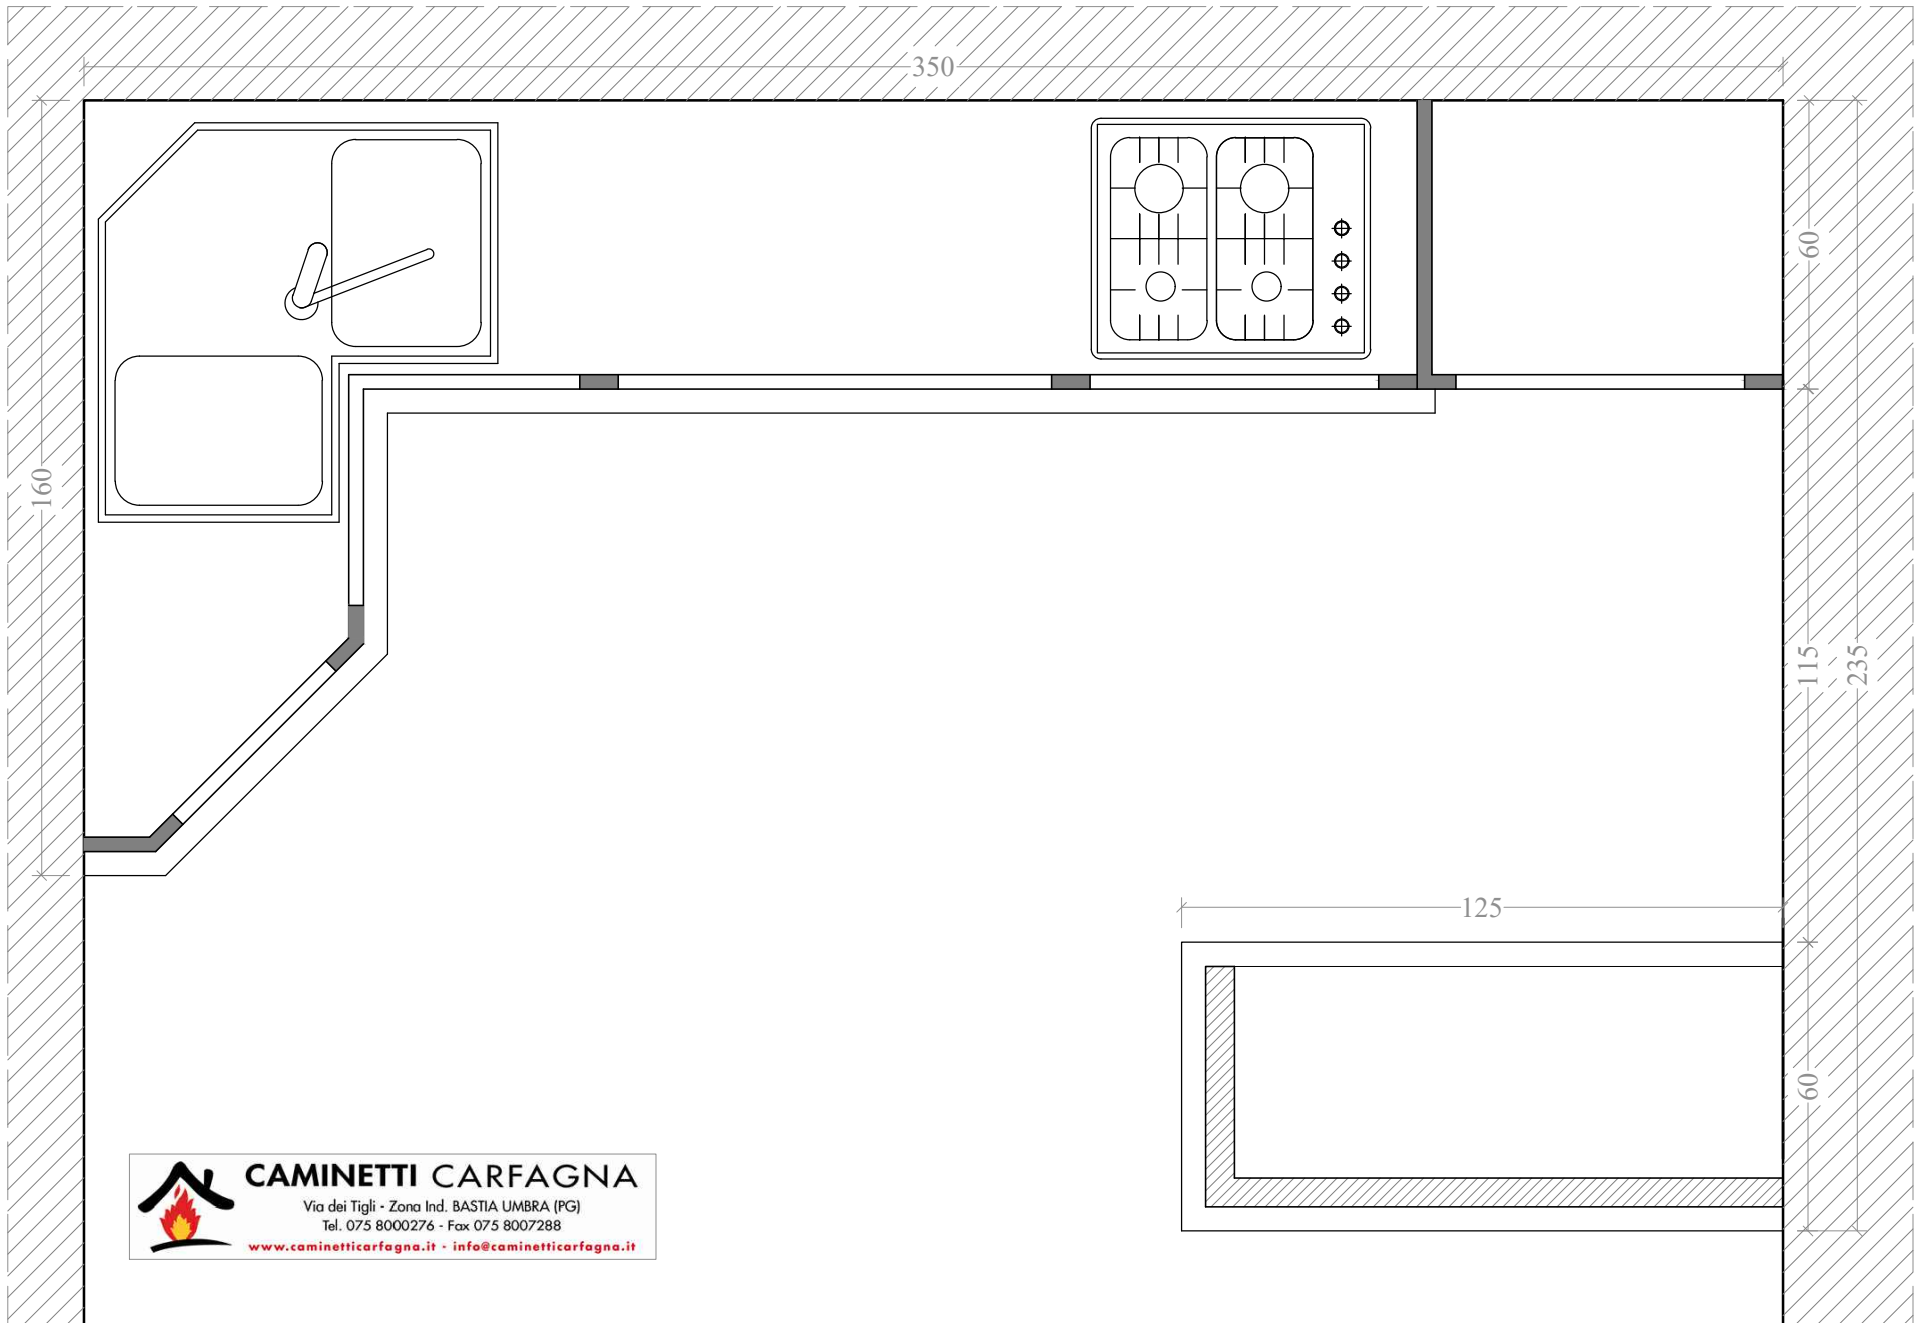 350
60
160
115
235
125
60
CAMINETTI CARFAGNA
Via dei Tigli - Zona Ind. BASTIA UMBRA (PG)
Tel. 075 8000276 - Fax 075 8007288
www.caminetticarfagna.it - info@caminetticarfagna.it